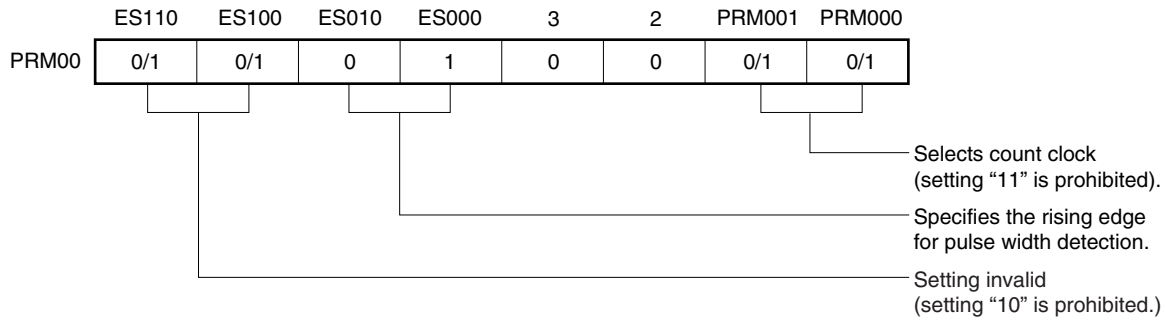 ES110 ES100 ES010 ES000 3 2 PRM001 PRM000
PRM00 0/1 0/1 0 1 0 0 0/1 0/1
Selects count clock
(setting “11” is prohibited).
Specifies the rising edge
for pulse width detection.
Setting invalid
(setting “10” is prohibited.)